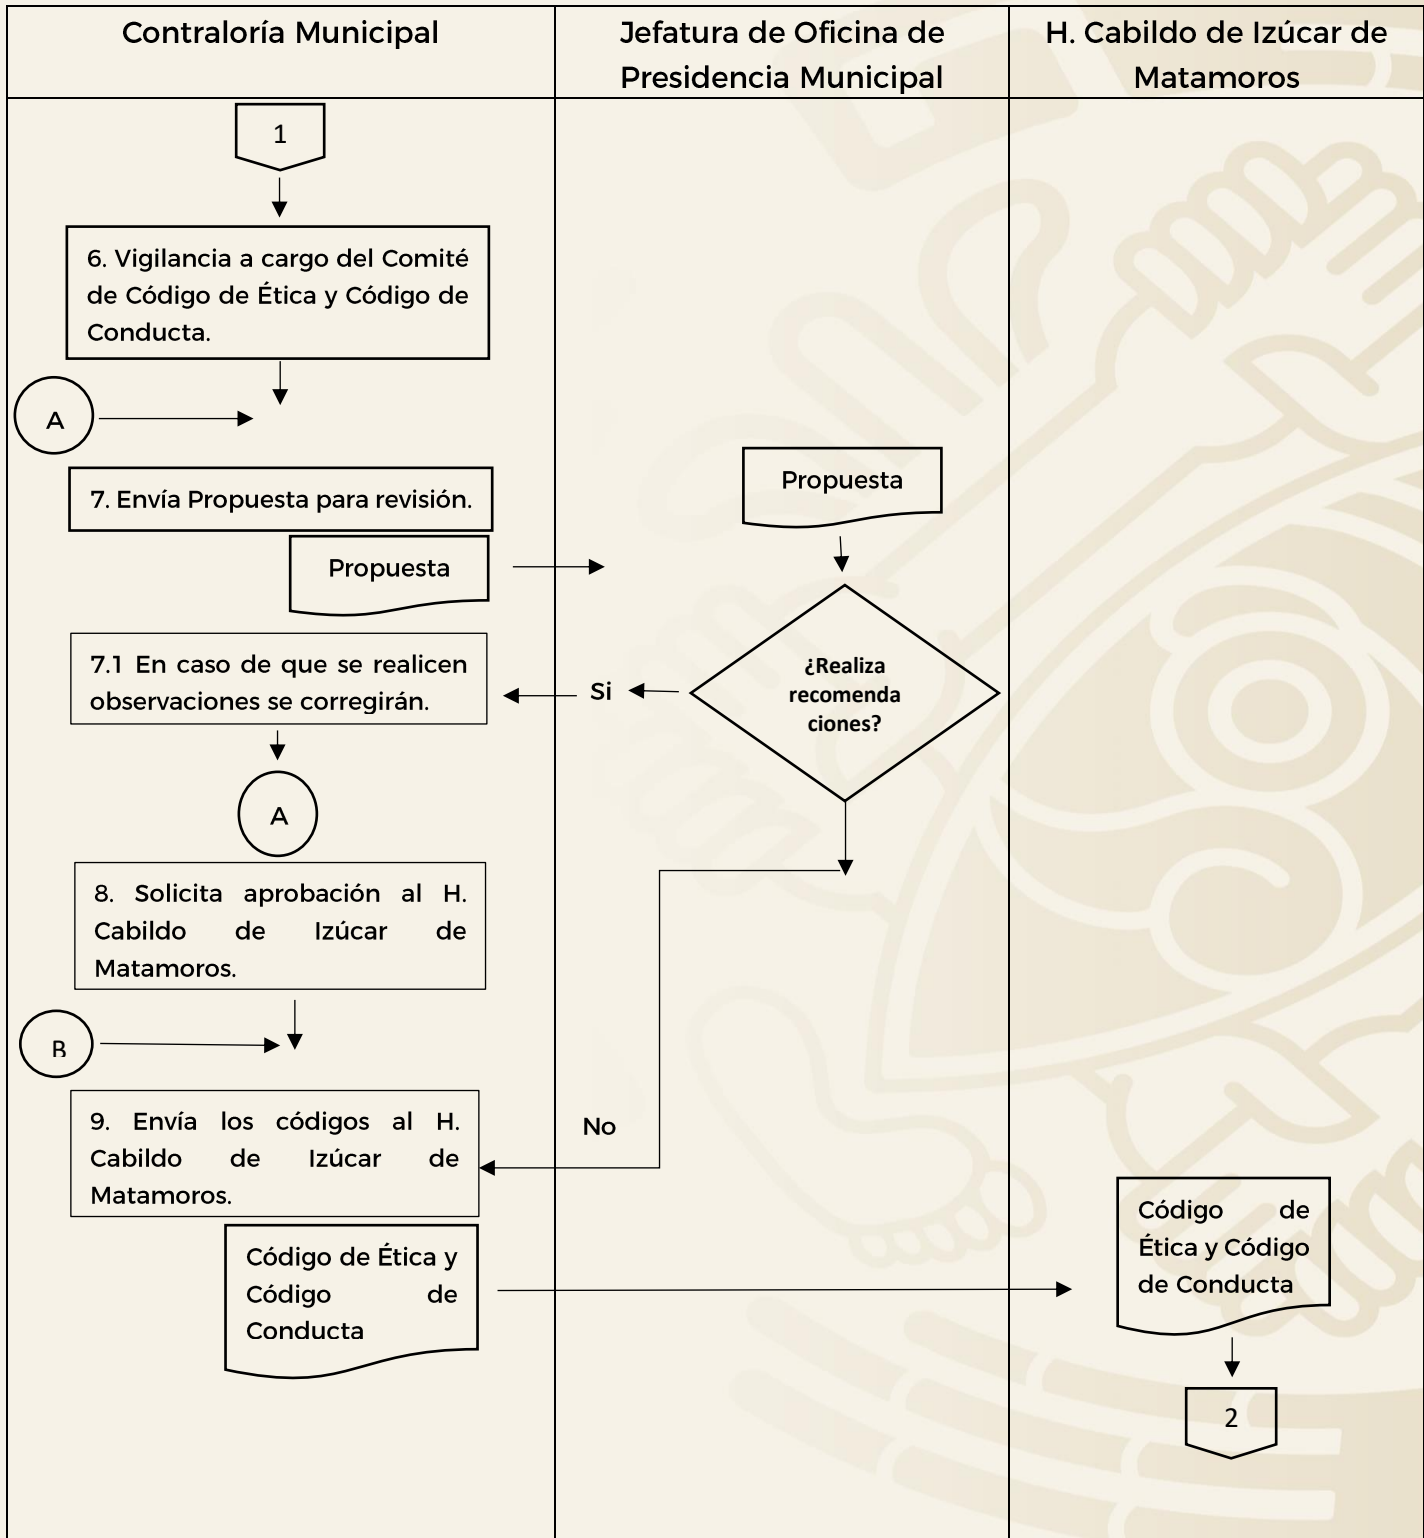 Contraloría Municipal
Jefatura de Oficina de
Presidencia Municipal
H. Cabildo de Izúcar de
Matamoros
1
6. Vigilancia a cargo del Comité
de Código de Ética y Código de
Conducta.
A
7. Envía Propuesta para revisión.
Propuesta
Propuesta
¿Realiza
recomenda
ciones?
Si
7.1 En caso de que se realicen
observaciones se corregirán.
A
8. Solicita aprobación al H.
Cabildo de Izúcar de
Matamoros.
B
9. Envía los códigos al H.
Cabildo de Izúcar de
Matamoros.
No
Código de Ética y
Código de
Conducta
Código de
Ética y Código
de Conducta
2